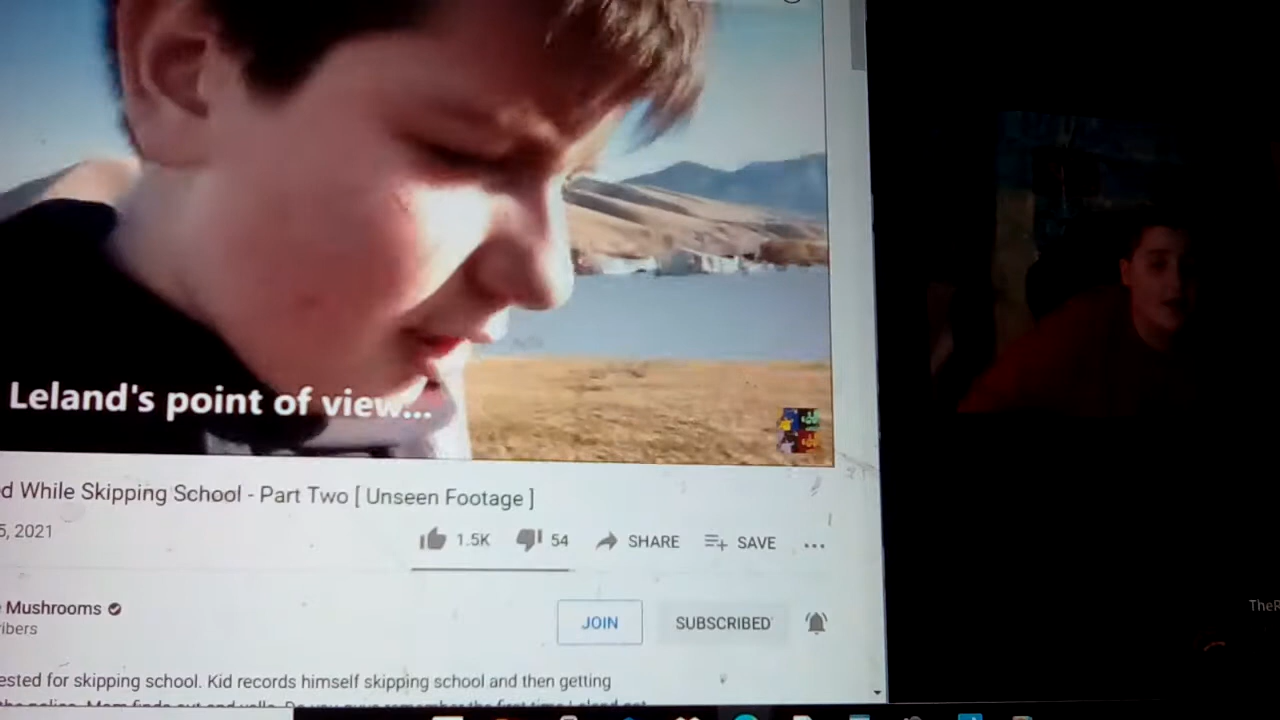 Leland's point of view...
d While Skipping School - Part Two [ Unseen Footage ]
5, 2021
1.5K 54 SHARE SAVE ...
Mushrooms
ibers
JOIN SUBSCRIBED
ested for skipping school. Kid records himself skipping school and then getting
TheR